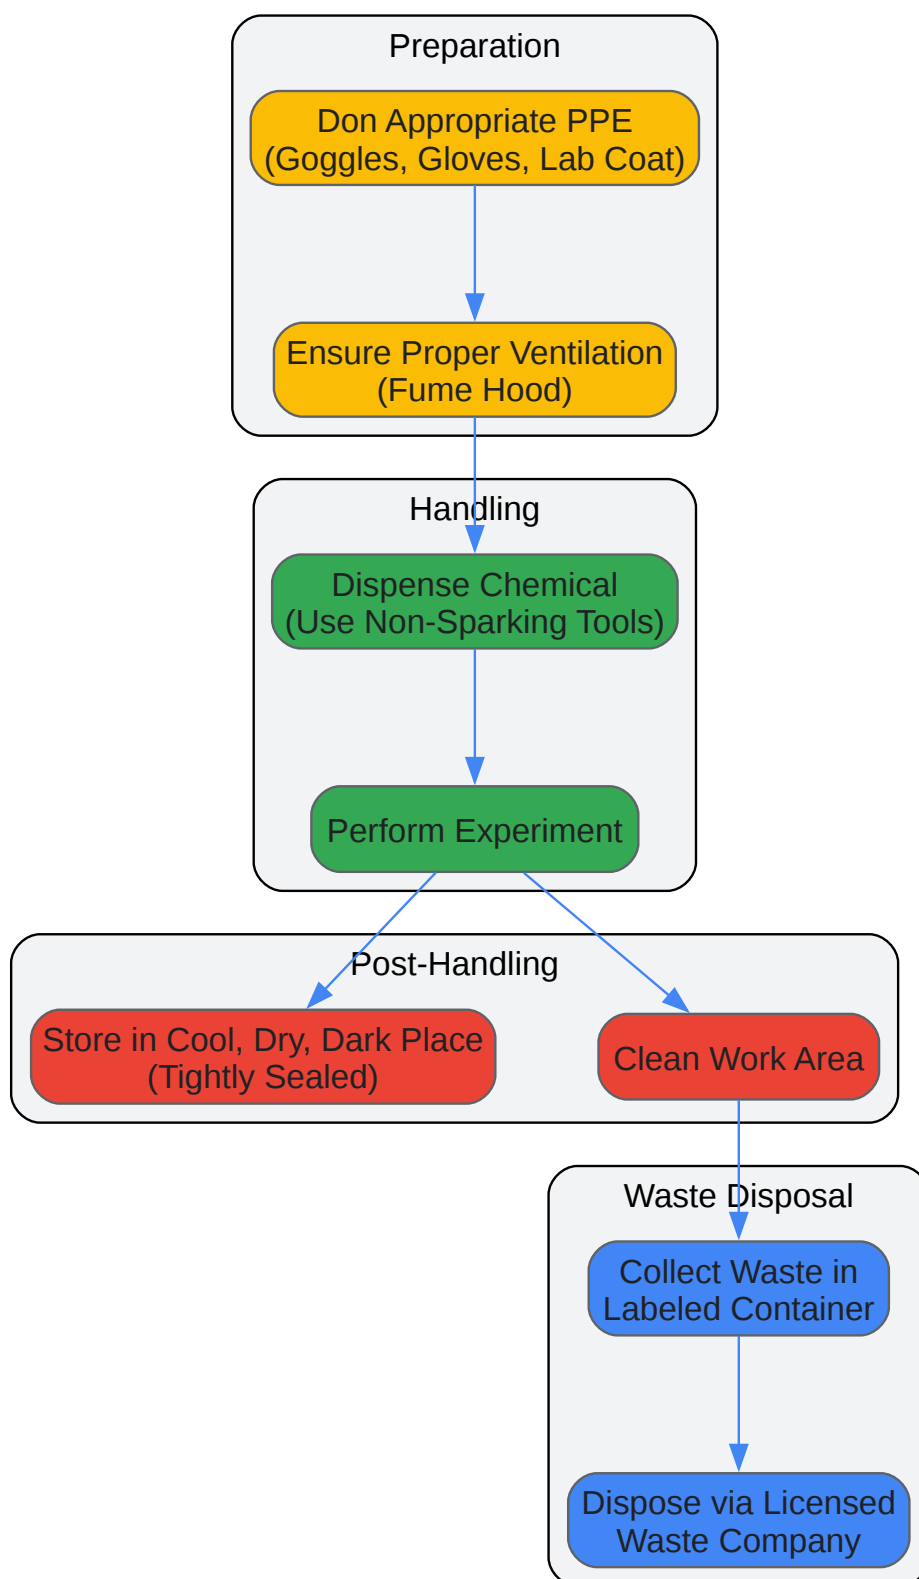 Preparation
Don Appropriate PPE
(Goggles, Gloves, Lab Coat)
Ensure Proper Ventilation
(Fume Hood)
Handling
Dispense Chemical
(Use Non-Sparking Tools)
Perform Experiment
Post-Handling
Store in Cool, Dry, Dark Place
(Tightly Sealed)
Clean Work Area
Waste Disposal
Collect Waste in
Labeled Container
Dispose via Licensed
Waste Company